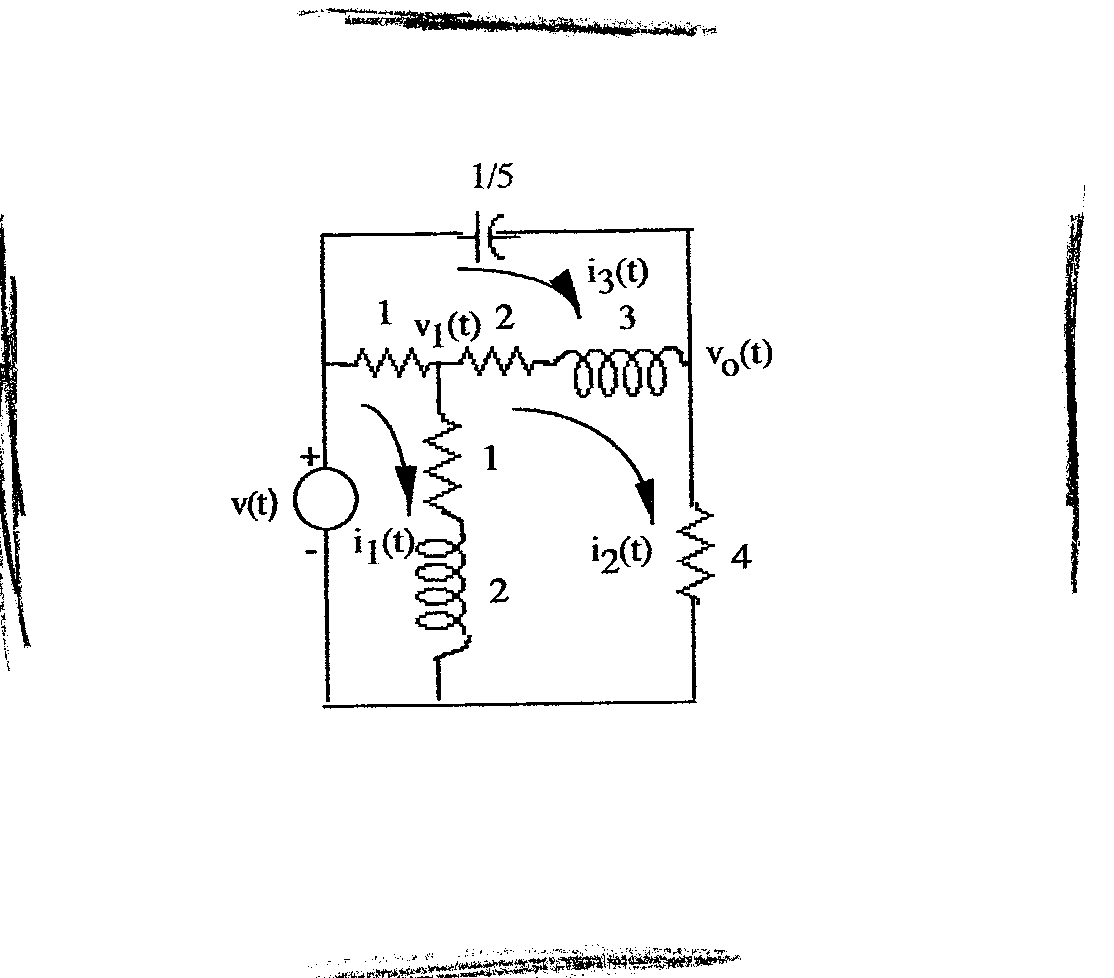 1/5
i3(t)
1 v1(t) 2 3
vo(t)
+
1
v(t)
- i1(t) i2(t) 4
2